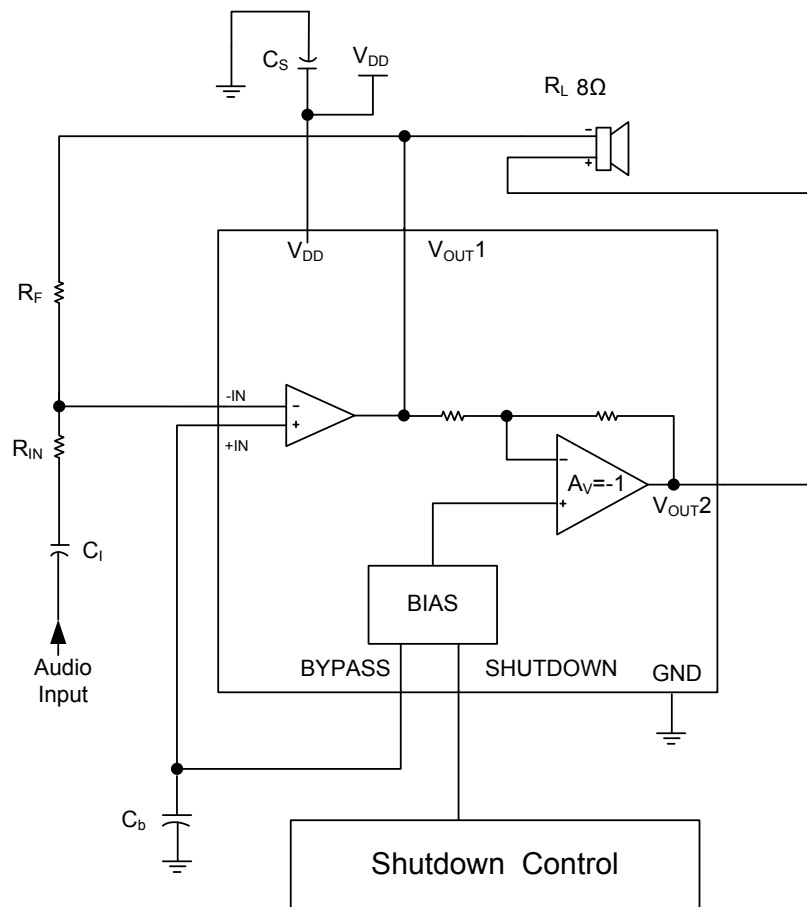 C_S
V_DD
R_L 8Ω
-
+
V_DD
V_OUT1
R_F
-IN
-
+
+IN
R_IN
-
A_V=-1
+
V_OUT2
C_I
BIAS
Audio
Input
BYPASS
SHUTDOWN
GND
C_b
Shutdown Control